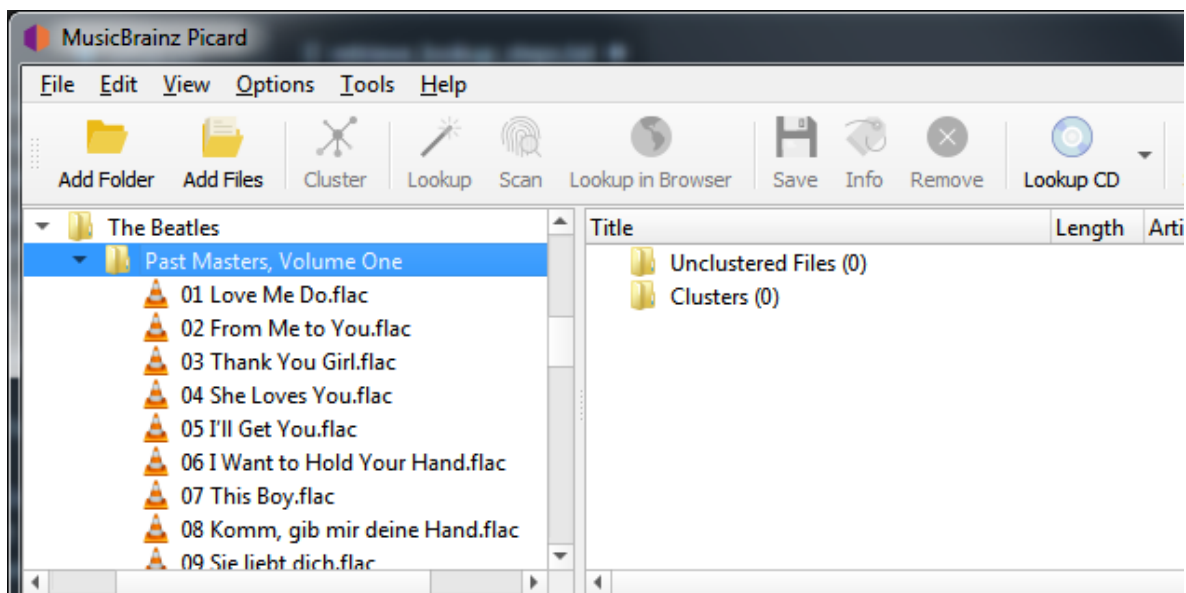 MusicBrainz Picard
File Edit View Options Tools Help
Add Folder Add Files Cluster Lookup Scan Lookup in Browser Save Info Remove Lookup CD
The Beatles
Past Masters, Volume One
01 Love Me Do.flac
02 From Me to You.flac
03 Thank You Girl.flac
04 She Loves You.flac
05 I'll Get You.flac
06 I Want to Hold Your Hand.flac
07 This Boy.flac
08 Komm, gib mir deine Hand.flac
09 Sie liebt dich.flac
Title Length Arti
Unclustered Files (0)
Clusters (0)